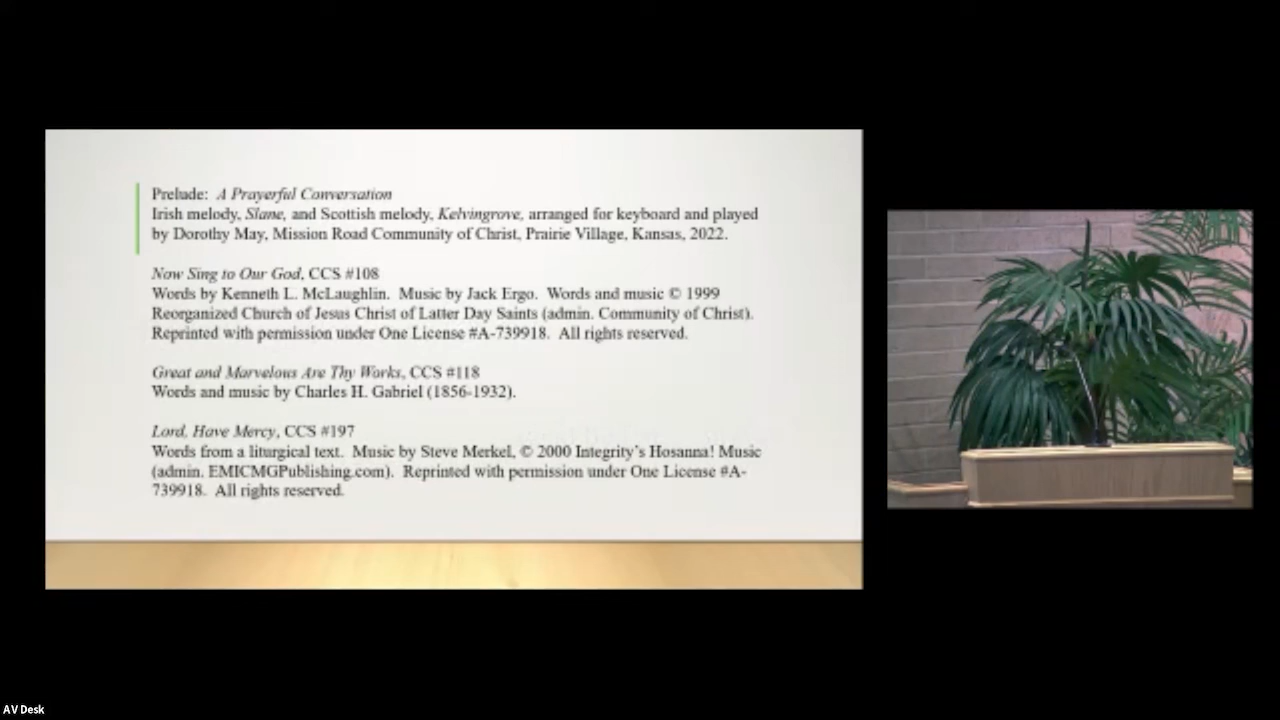 Prelude: A Prayerful Conversation
Irish melody, Slane, and Scottish melody, Kelvingrove, arranged for keyboard and played
by Dorothy May, Mission Road Community of Christ, Prairie Village, Kansas, 2022.
Now Sing to Our God, CCS #108
Words by Kenneth L. McLaughlin. Music by Jack Ergo. Words and music © 1999
Reorganized Church of Jesus Christ of Latter Day Saints (admin. Community of Christ).
Reprinted with permission under One License #A-739918. All rights reserved.
Great and Marvelous Are Thy Works, CCS #118
Words and music by Charles H. Gabriel (1856-1932).
Lord, Have Mercy, CCS #197
Words from a liturgical text. Music by Steve Merkel, © 2000 Integrity's Hosanna! Music
(admin. EMICMGPublishing.com). Reprinted with permission under One License #A-
739918. All rights reserved.
AV Desk